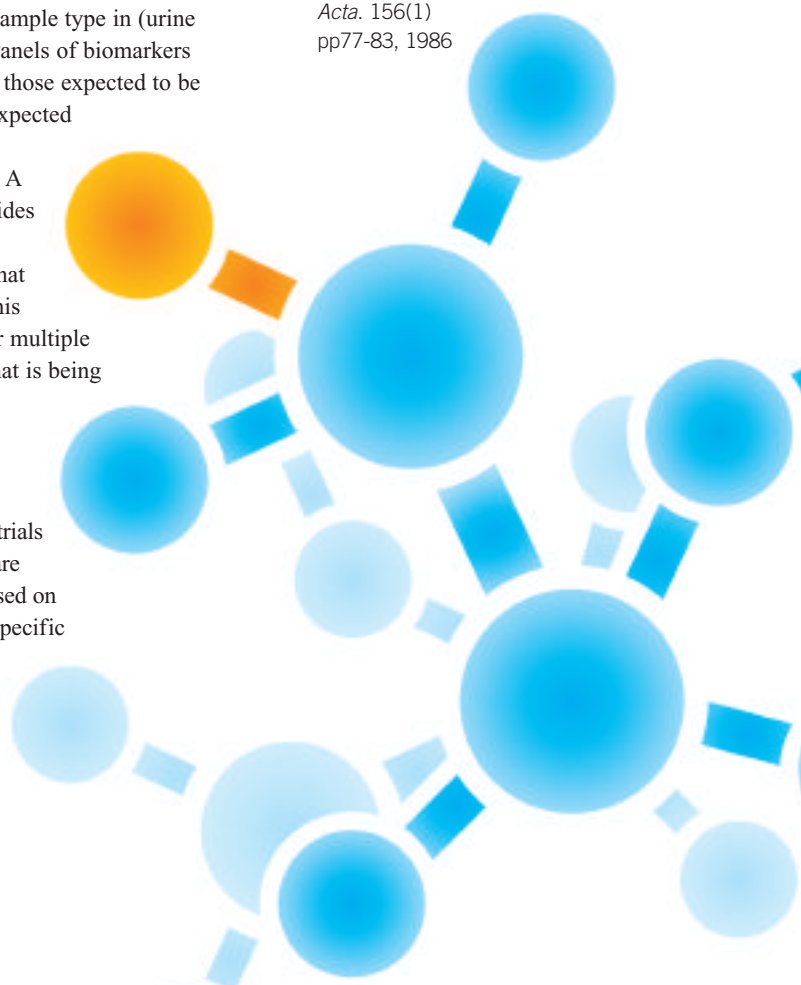 ample type in (urine
anels of biomarkers
those expected to be
xpected
A
ides
hat
his
r multiple
hat is being
trials
are
sed on
pecific
Acta. 156(1)
pp77-83, 1986